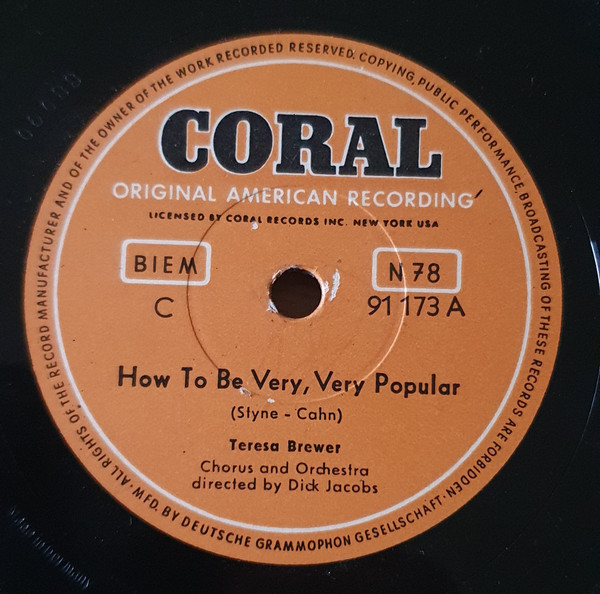 CORAL
ORIGINAL AMERICAN RECORDING
LICENSED BY CORAL RECORDS INC. NEW YORK USA
BIEM
N 78
C
91 173 A
How To Be Very, Very Popular
(Styne - Cahn)
Teresa Brewer
Chorus and Orchestra
directed by Dick Jacobs
· ALL RIGHTS OF THE RECORD MANUFACTURER AND OF THE OWNER OF THE WORK RECORDED RESERVED. COPYING, PUBLIC PERFORMANCE, BROADCASTING OF THESE RECORDS ARE FORBIDDEN ·
MFD. BY DEUTSCHE GRAMMOPHON GESELLSCHAFT